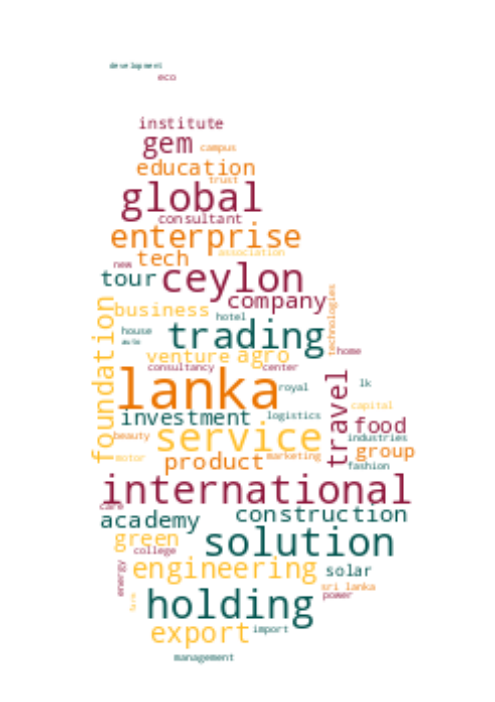 development
eco
institute
gem campus
education
trust
global
consultant
enterprise
association
tech
new
tour ceylon
company
business
hotel
technologies
foundation
house
trading
auto
venture agro
home
consultancy center
lanka
royal
lk
travel
investment
logistics
capital
food
beauty
service
industries
group
motor
product
marketing
fashion
international
care
academy
construction
green
solution
college
engineering
energy
solar
sri lanka
power
farm
holding
export
import
management